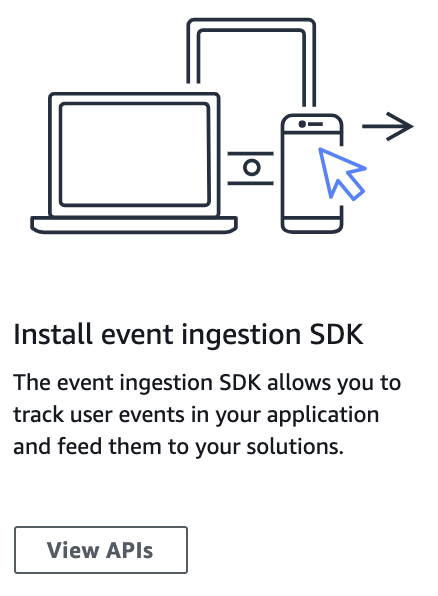 Install event ingestion SDK
The event ingestion SDK allows you to
track user events in your application
and feed them to your solutions.
View APIs